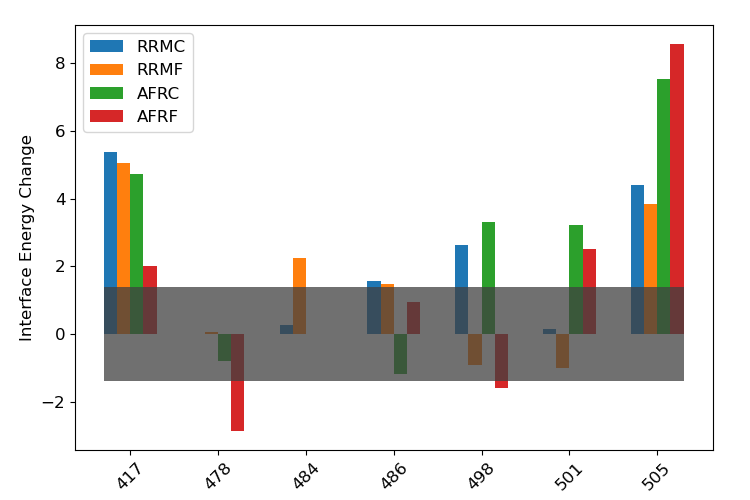 RRMC
RRMF
AFRC
AFRF
Interface Energy Change
8
6
4
2
0
−2
417
478
484
486
498
501
505